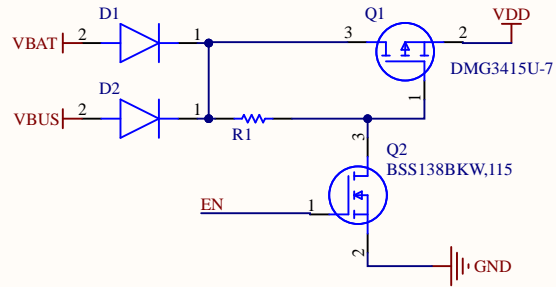 D1
Q1
VDD
VBAT
2
1
3
2
DMG3415U-7
D2
1
VBUS
2
1
R1
3
Q2
BSS138BKW,115
EN
1
2
GND